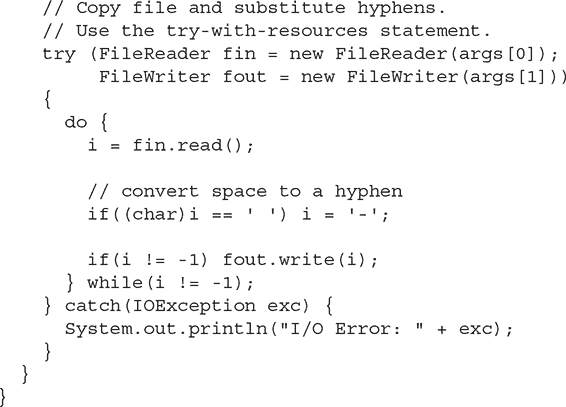 // Copy file and substitute hyphens.
    // Use the try-with-resources statement.
    try (FileReader fin = new FileReader(args[0]);
         FileWriter fout = new FileWriter(args[1]))
    {
      do {
        i = fin.read();

        // convert space to a hyphen
        if((char)i == ' ') i = '-';

        if(i != -1) fout.write(i);
      } while(i != -1);
    } catch(IOException exc) {
      System.out.println("I/O Error: " + exc);
    }
  }
}